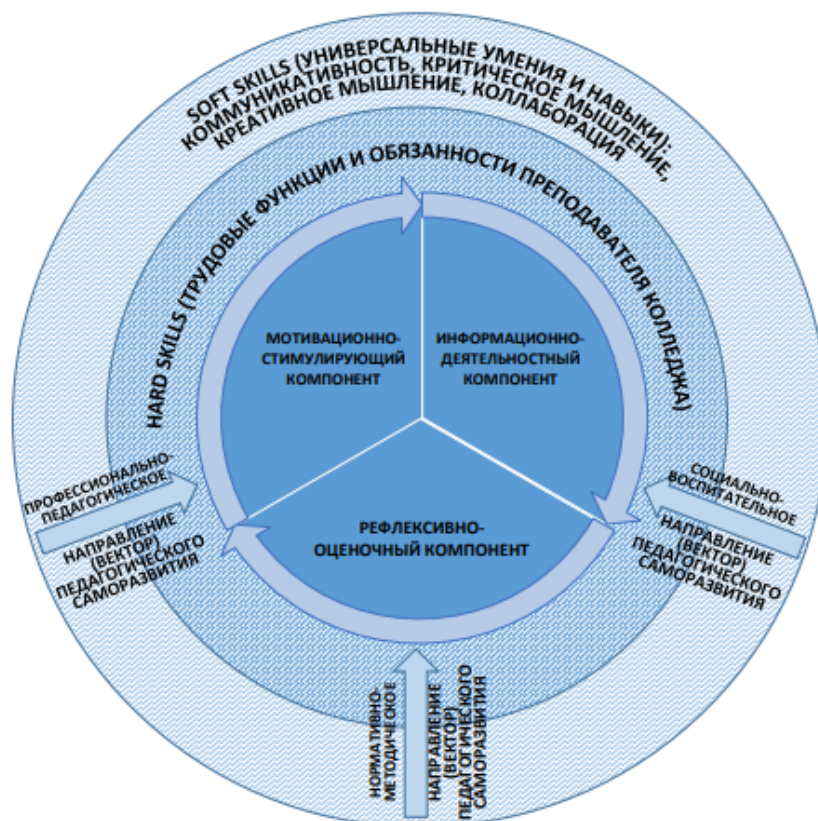 SOFT SKILLS (УНИВЕРСАЛЬНЫЕ УМЕНИЯ И НАВЫКИ):
КОММУНИКАТИВНОСТЬ, КРИТИЧЕСКОЕ МЫШЛЕНИЕ,
КРЕАТИВНОЕ МЫШЛЕНИЕ, КОЛЛАБОРАЦИЯ
HARD SKILLS (ТРУДОВЫЕ ФУНКЦИИ И ОБЯЗАННОСТИ ПРЕПОДАВАТЕЛЯ КОЛЛЕДЖА)
МОТИВАЦИОННО-
СТИМУЛИРУЮЩИЙ
КОМПОНЕНТ
ИНФОРМАЦИОННО-
ДЕЯТЕЛЬНОСТНЫЙ
КОМПОНЕНТ
РЕФЛЕКСИВНО-
ОЦЕНОЧНЫЙ КОМПОНЕНТ
ПРОФЕССИОНАЛЬНО-
ПЕДАГОГИЧЕСКОЕ
НАПРАВЛЕНИЕ
(ВЕКТОР)
ПЕДАГОГИЧЕСКОГО
САМОРАЗВИТИЯ
СОЦИАЛЬНО-
ВОСПИТАТЕЛЬНОЕ
НАПРАВЛЕНИЕ
(ВЕКТОР)
ПЕДАГОГИЧЕСКОГО
САМОРАЗВИТИЯ
НОРМАТИВНО-
МЕТОДИЧЕСКОЕ
НАПРАВЛЕНИЕ
(ВЕКТОР)
ПЕДАГОГИЧЕСКОГО
САМОРАЗВИТИЯ